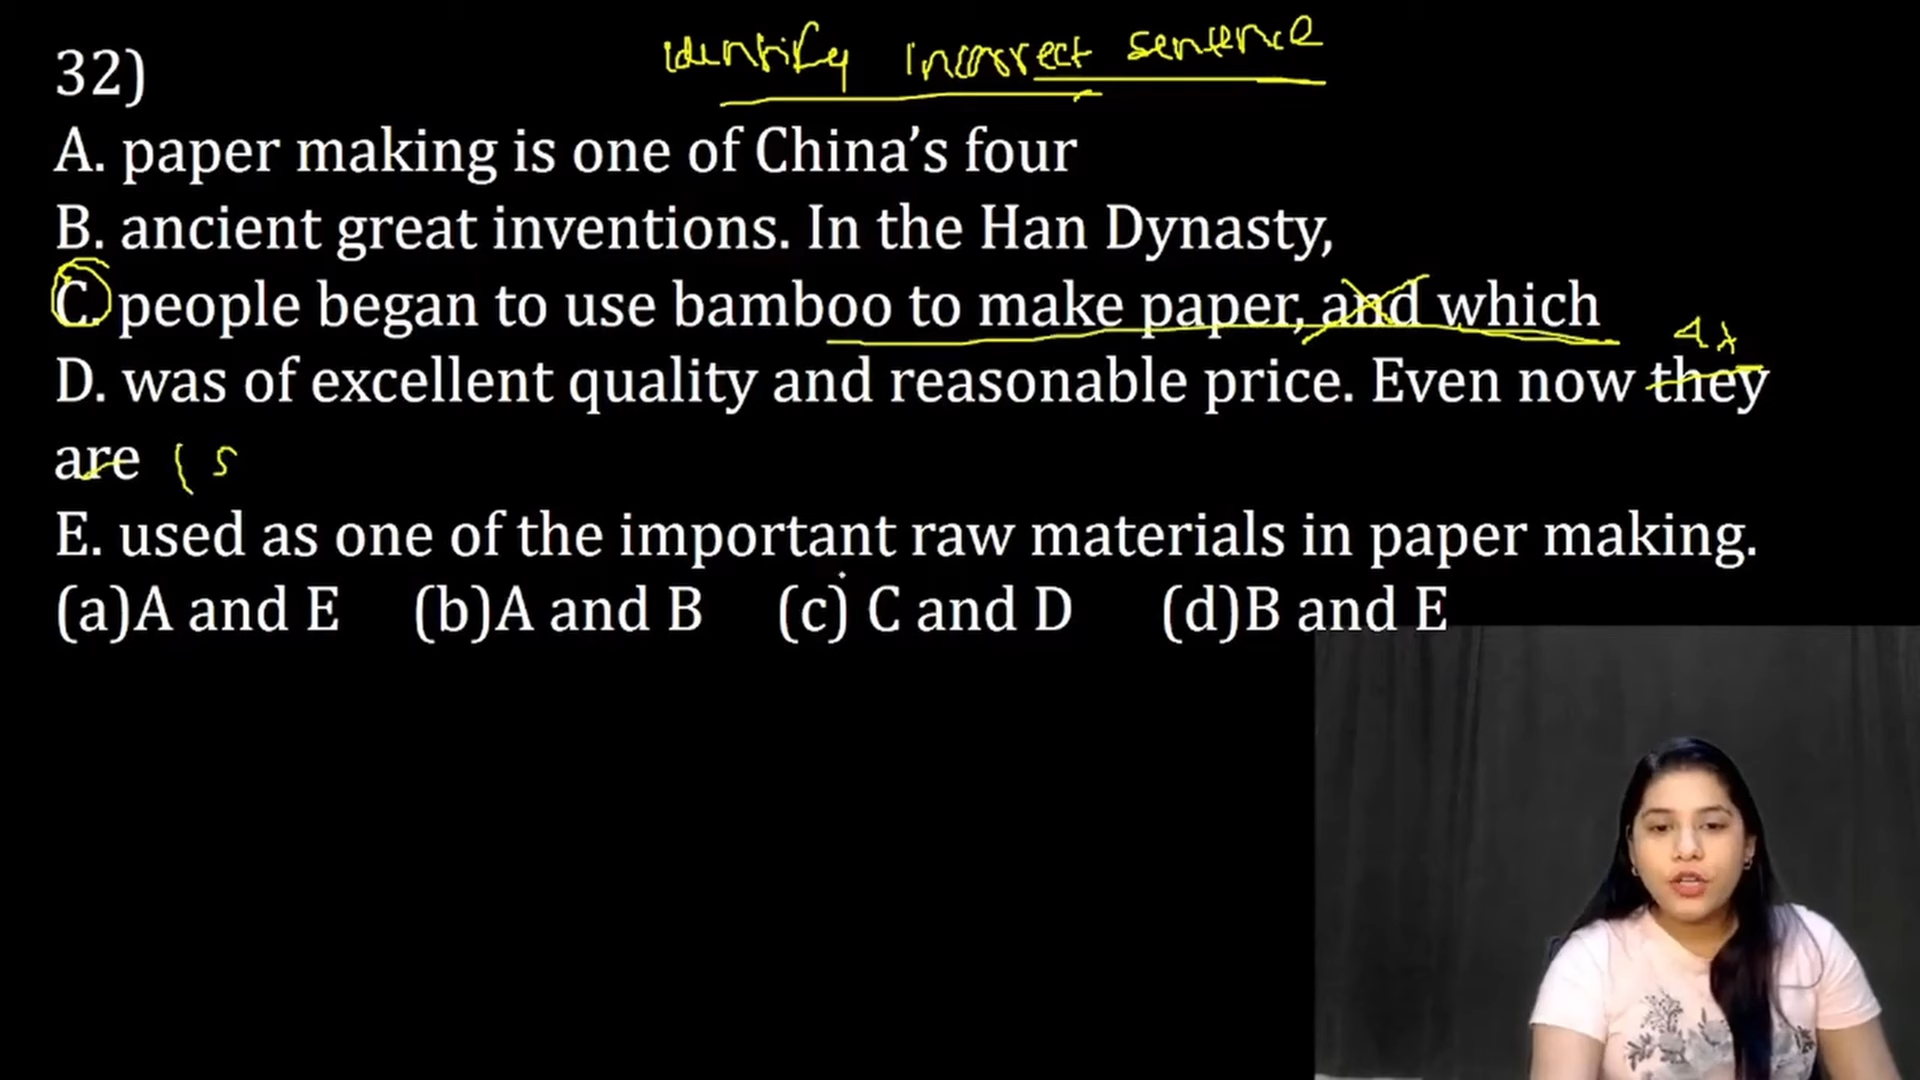 Identify incorrect sentence
32)
A. paper making is one of China’s four
B. ancient great inventions. In the Han Dynasty,
C. people began to use bamboo to make paper, and which
D. was of excellent quality and reasonable price. Even now they
are
E. used as one of the important raw materials in paper making.
(a)A and E (b)A and B (c) C and D (d)B and E